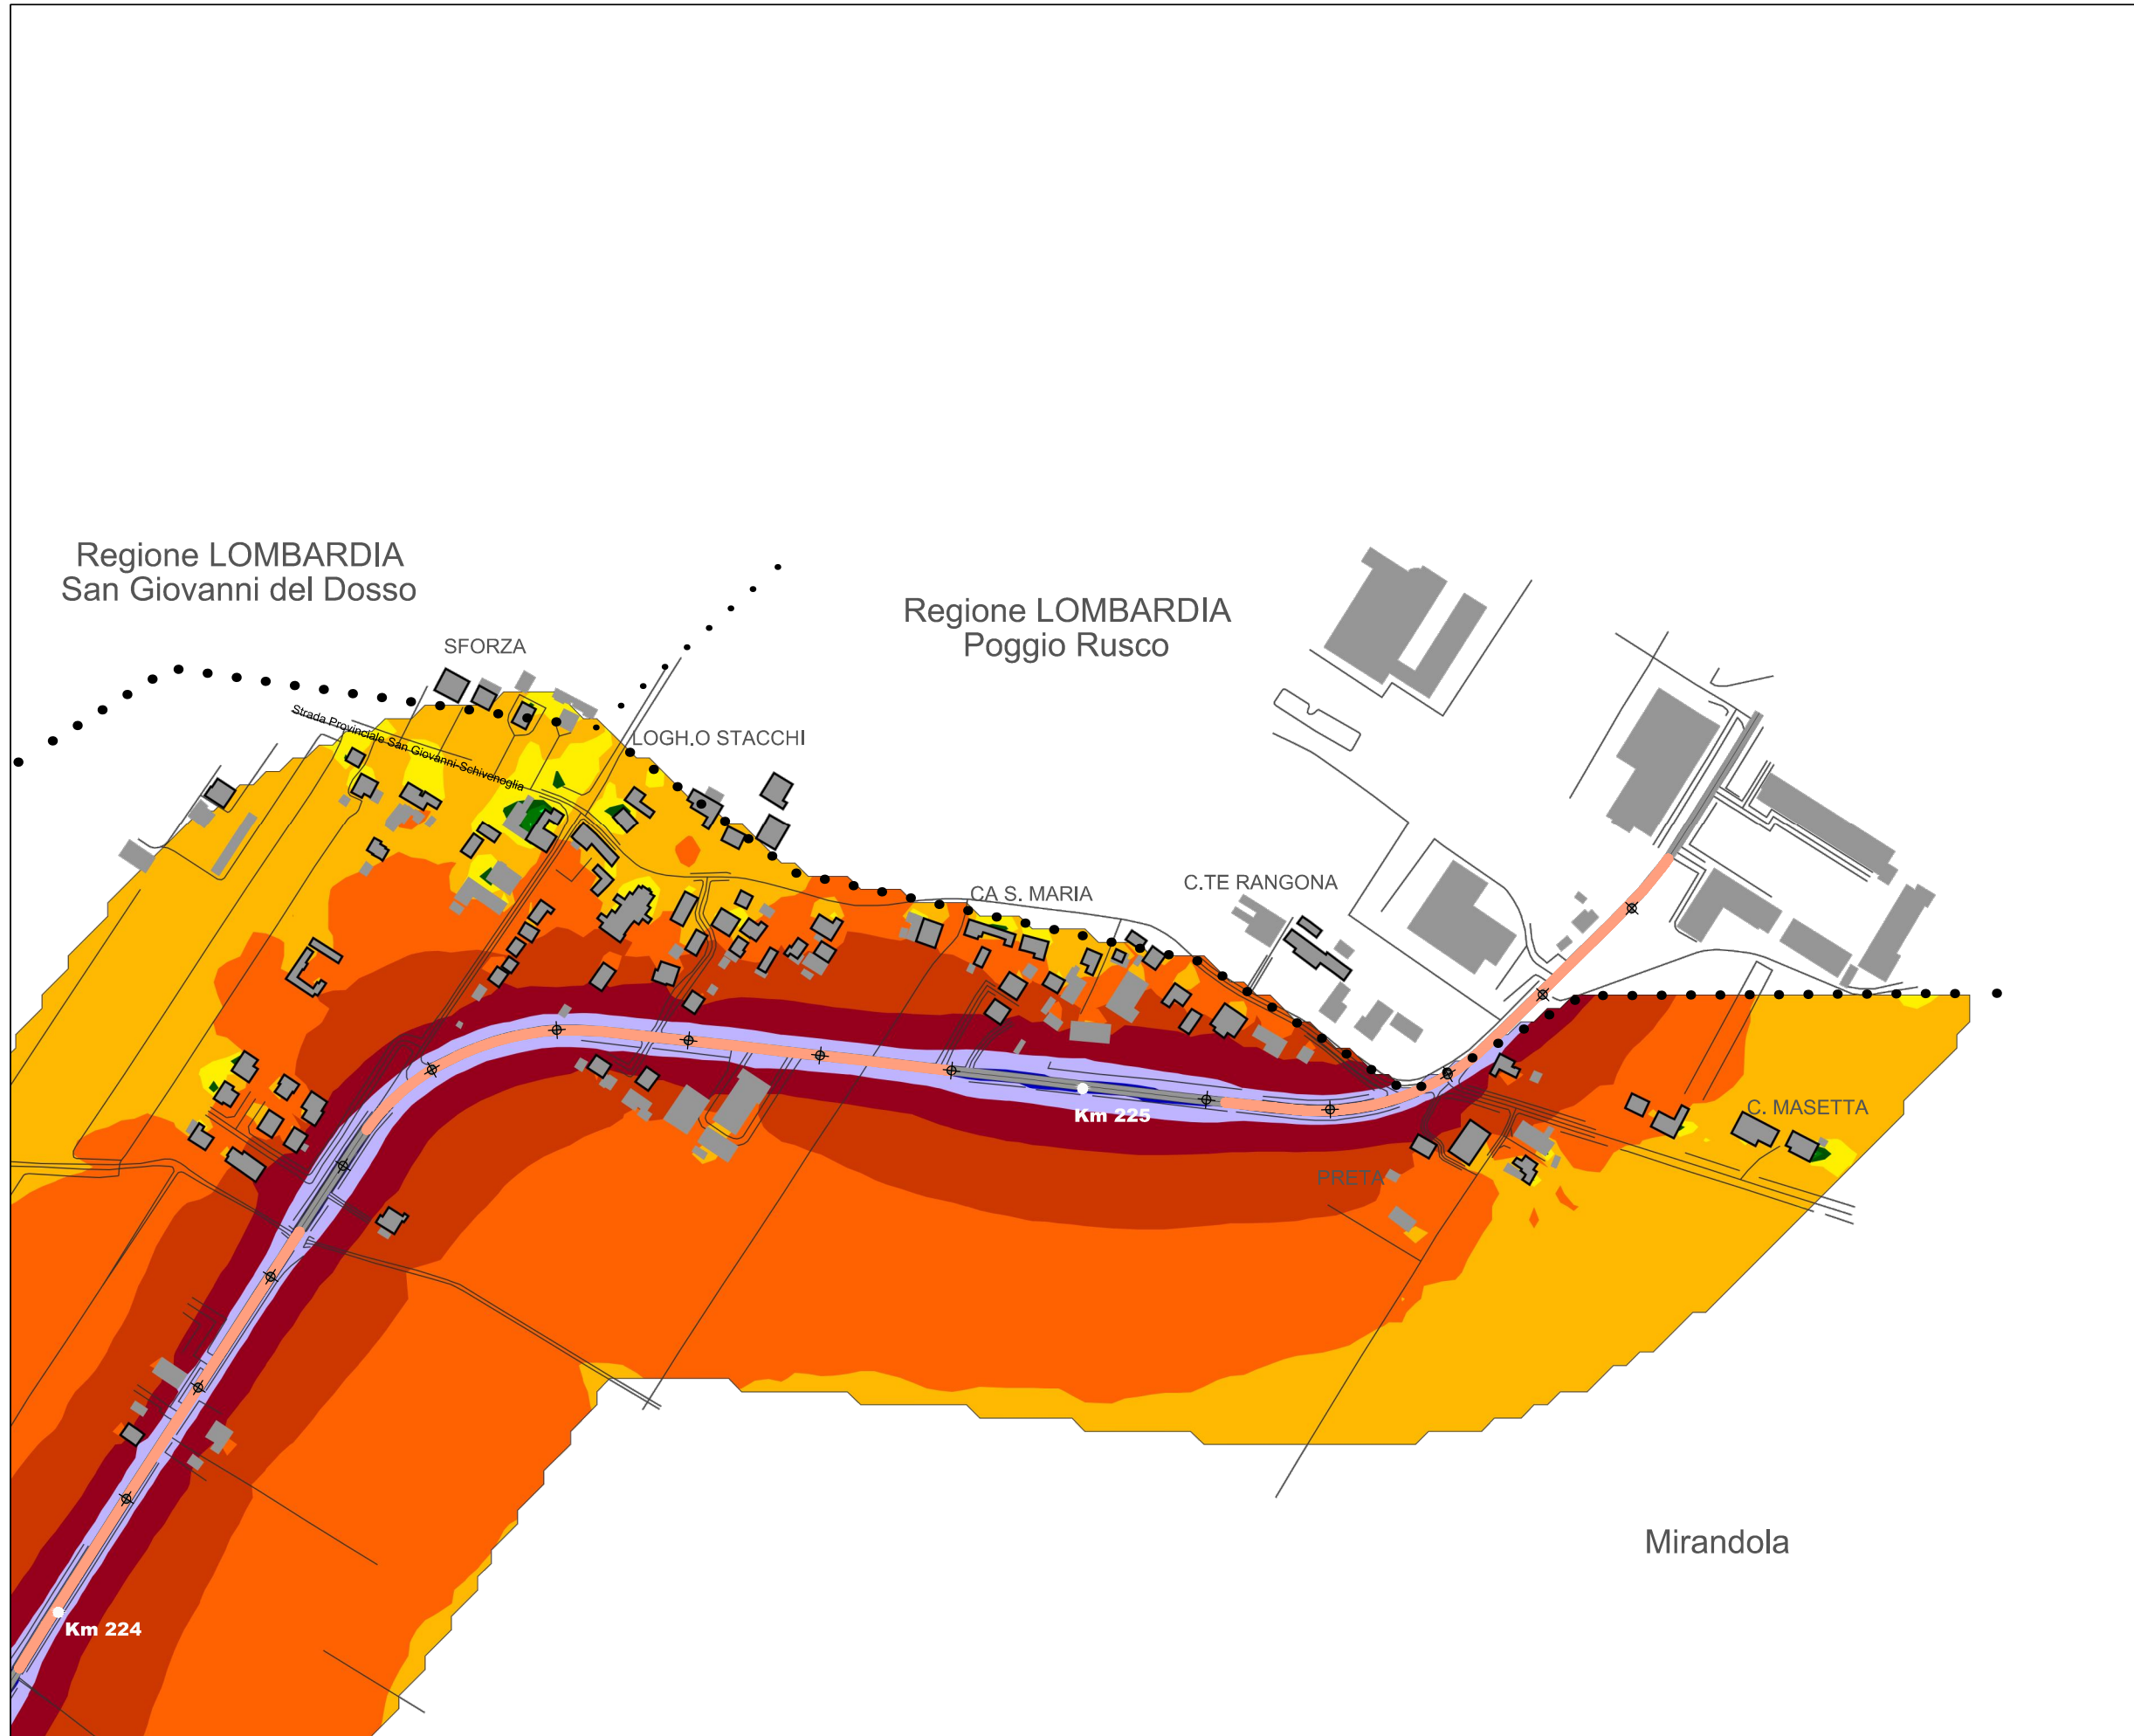 Regione LOMBARDIA
San Giovanni del Dosso
Regione LOMBARDIA
Poggio Rusco
SFORZA
Strada Provinciale San Giovanni-Schivenoglia
LOGH.O STACCHI
CA S. MARIA
C.TE RANGONA
Km 225
C. MASETTA
PRETA
Mirandola
Km 224